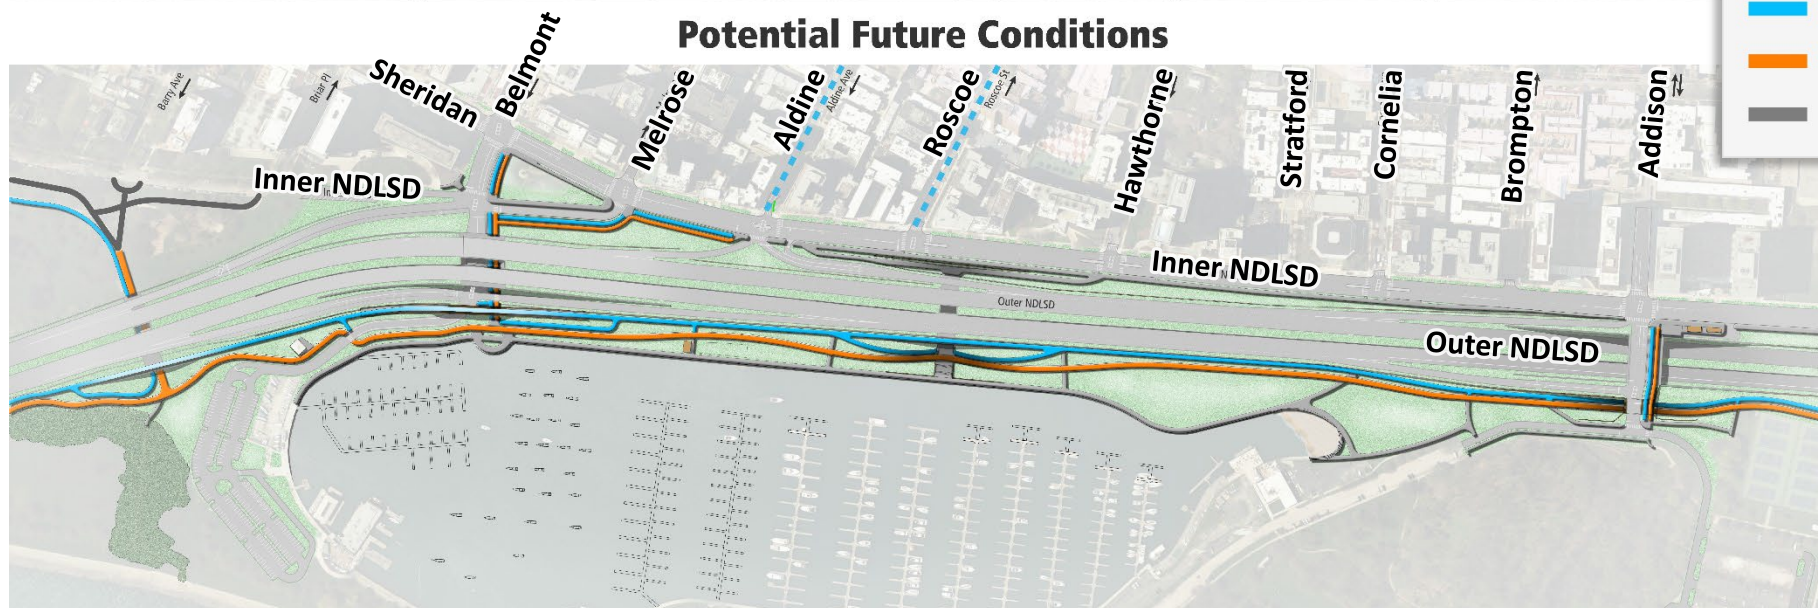 Potential Future Conditions
Barry Ave
Briar Pl
Sheridan
Belmont
Melrose
Aldine
Aldine Ave
Roscoe
Roscoe St
Hawthorne
Stratford
Cornelia
Brompton
Addison
Inner NDLSD
In
Inner NDLSD
N
Outer NDLSD
Outer NDLSD